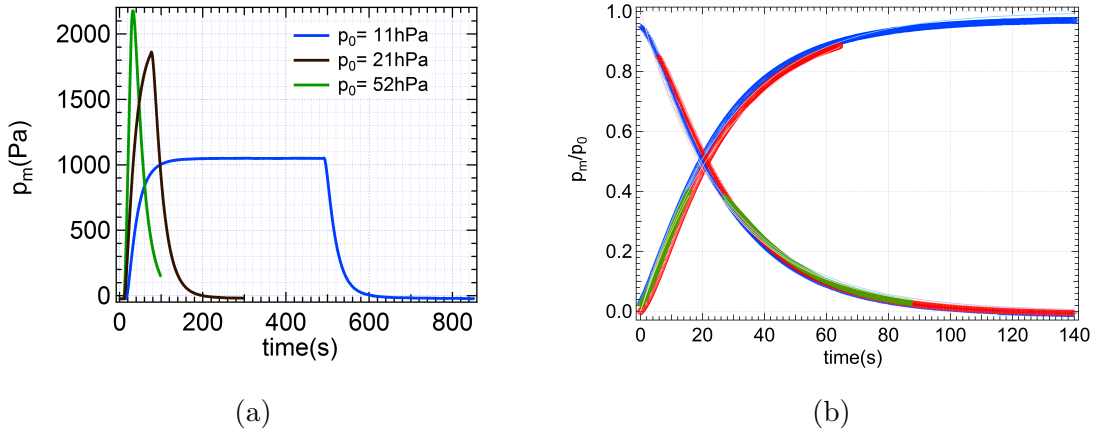 2000
1500
1000
500
0
p_m(Pa)
0 200 400 600 800
time(s)
p₀= 11hPa
p₀= 21hPa
p₀= 52hPa
(a)
1.0
0.8
0.6
0.4
0.2
0.0
p_m/p₀
0 20 40 60 80 100 120 140
time(s)
(b)